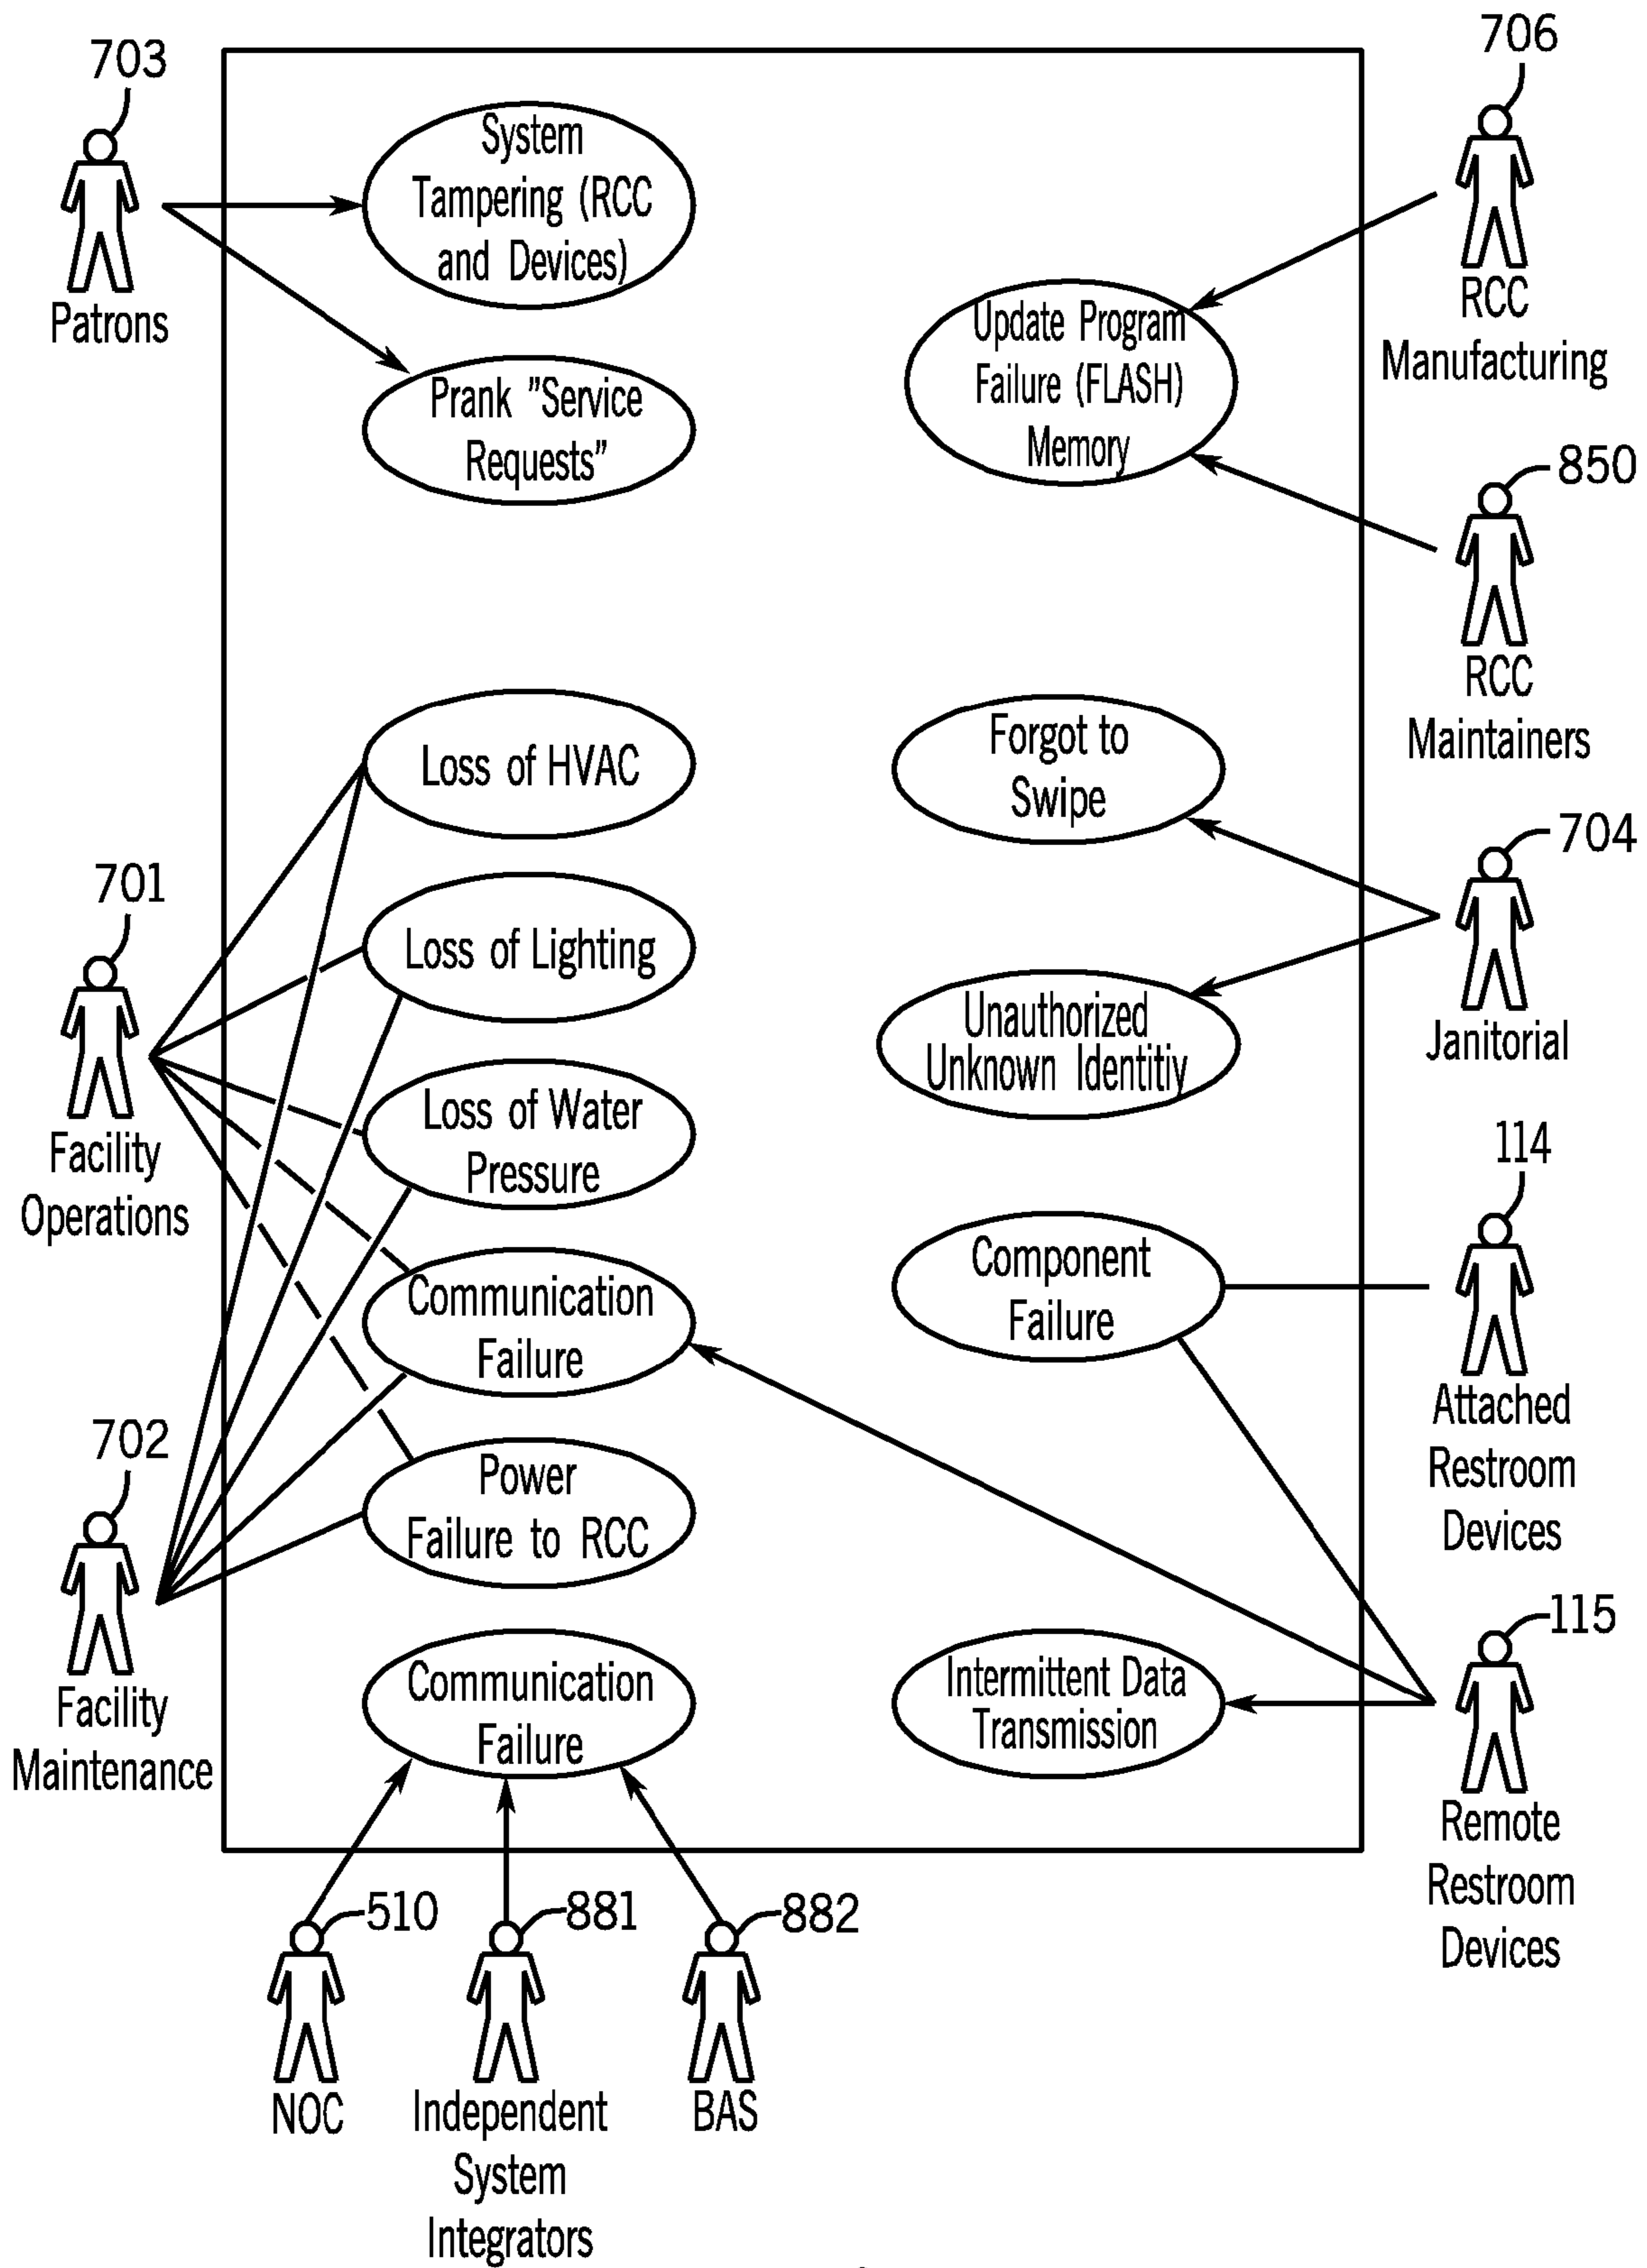 703
Patrons
System
Tampering (RCC
and Devices)
Prank "Service
Requests"
706
RCC
Manufacturing
Update Program
Failure (FLASH)
Memory
850
RCC
Maintainers
Loss of HVAC
Forgot to
Swipe
704
Janitorial
701
Facility
Operations
Loss of Lighting
Unauthorized
Unknown Identitiy
Loss of Water
Pressure
114
Attached
Restroom
Devices
Component
Failure
Communication
Failure
702
Facility
Maintenance
Power
Failure to RCC
115
Remote
Restroom
Devices
Communication
Failure
Intermittent Data
Transmission
510
NOC
881
Independent
System
Integrators
882
BAS